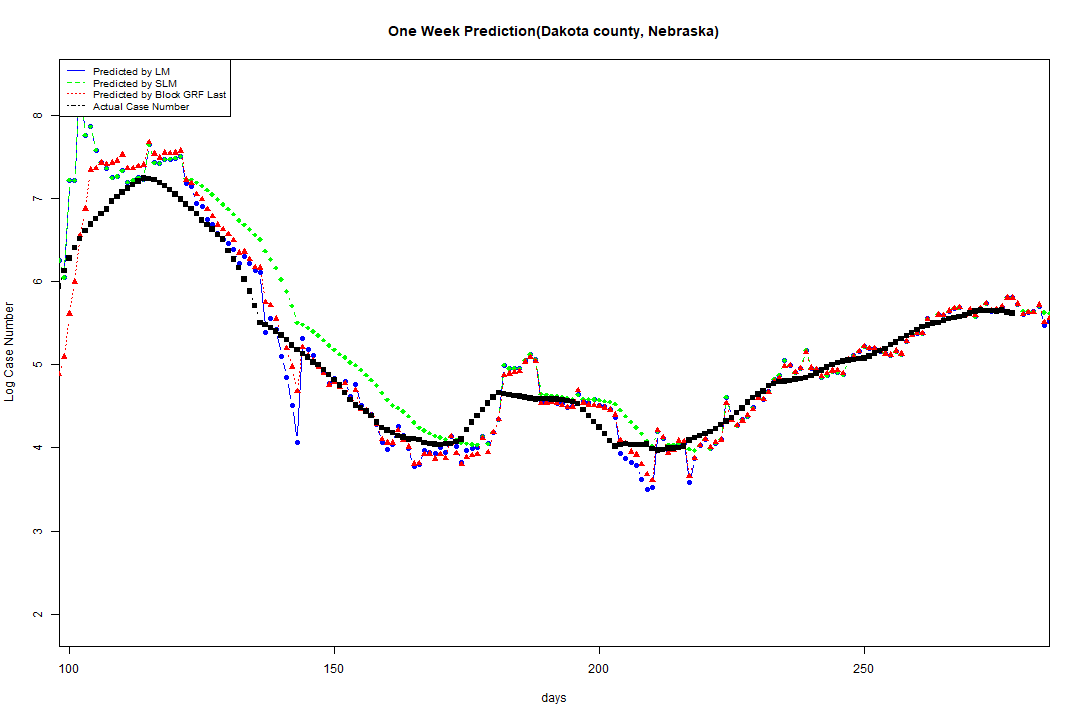 One Week Prediction(Dakota county, Nebraska)
Predicted by LM
Predicted by SLM
Predicted by Block GRF Last
Actual Case Number
8
7
6
5
4
3
2
Log Case Number
100 150 200 250
days